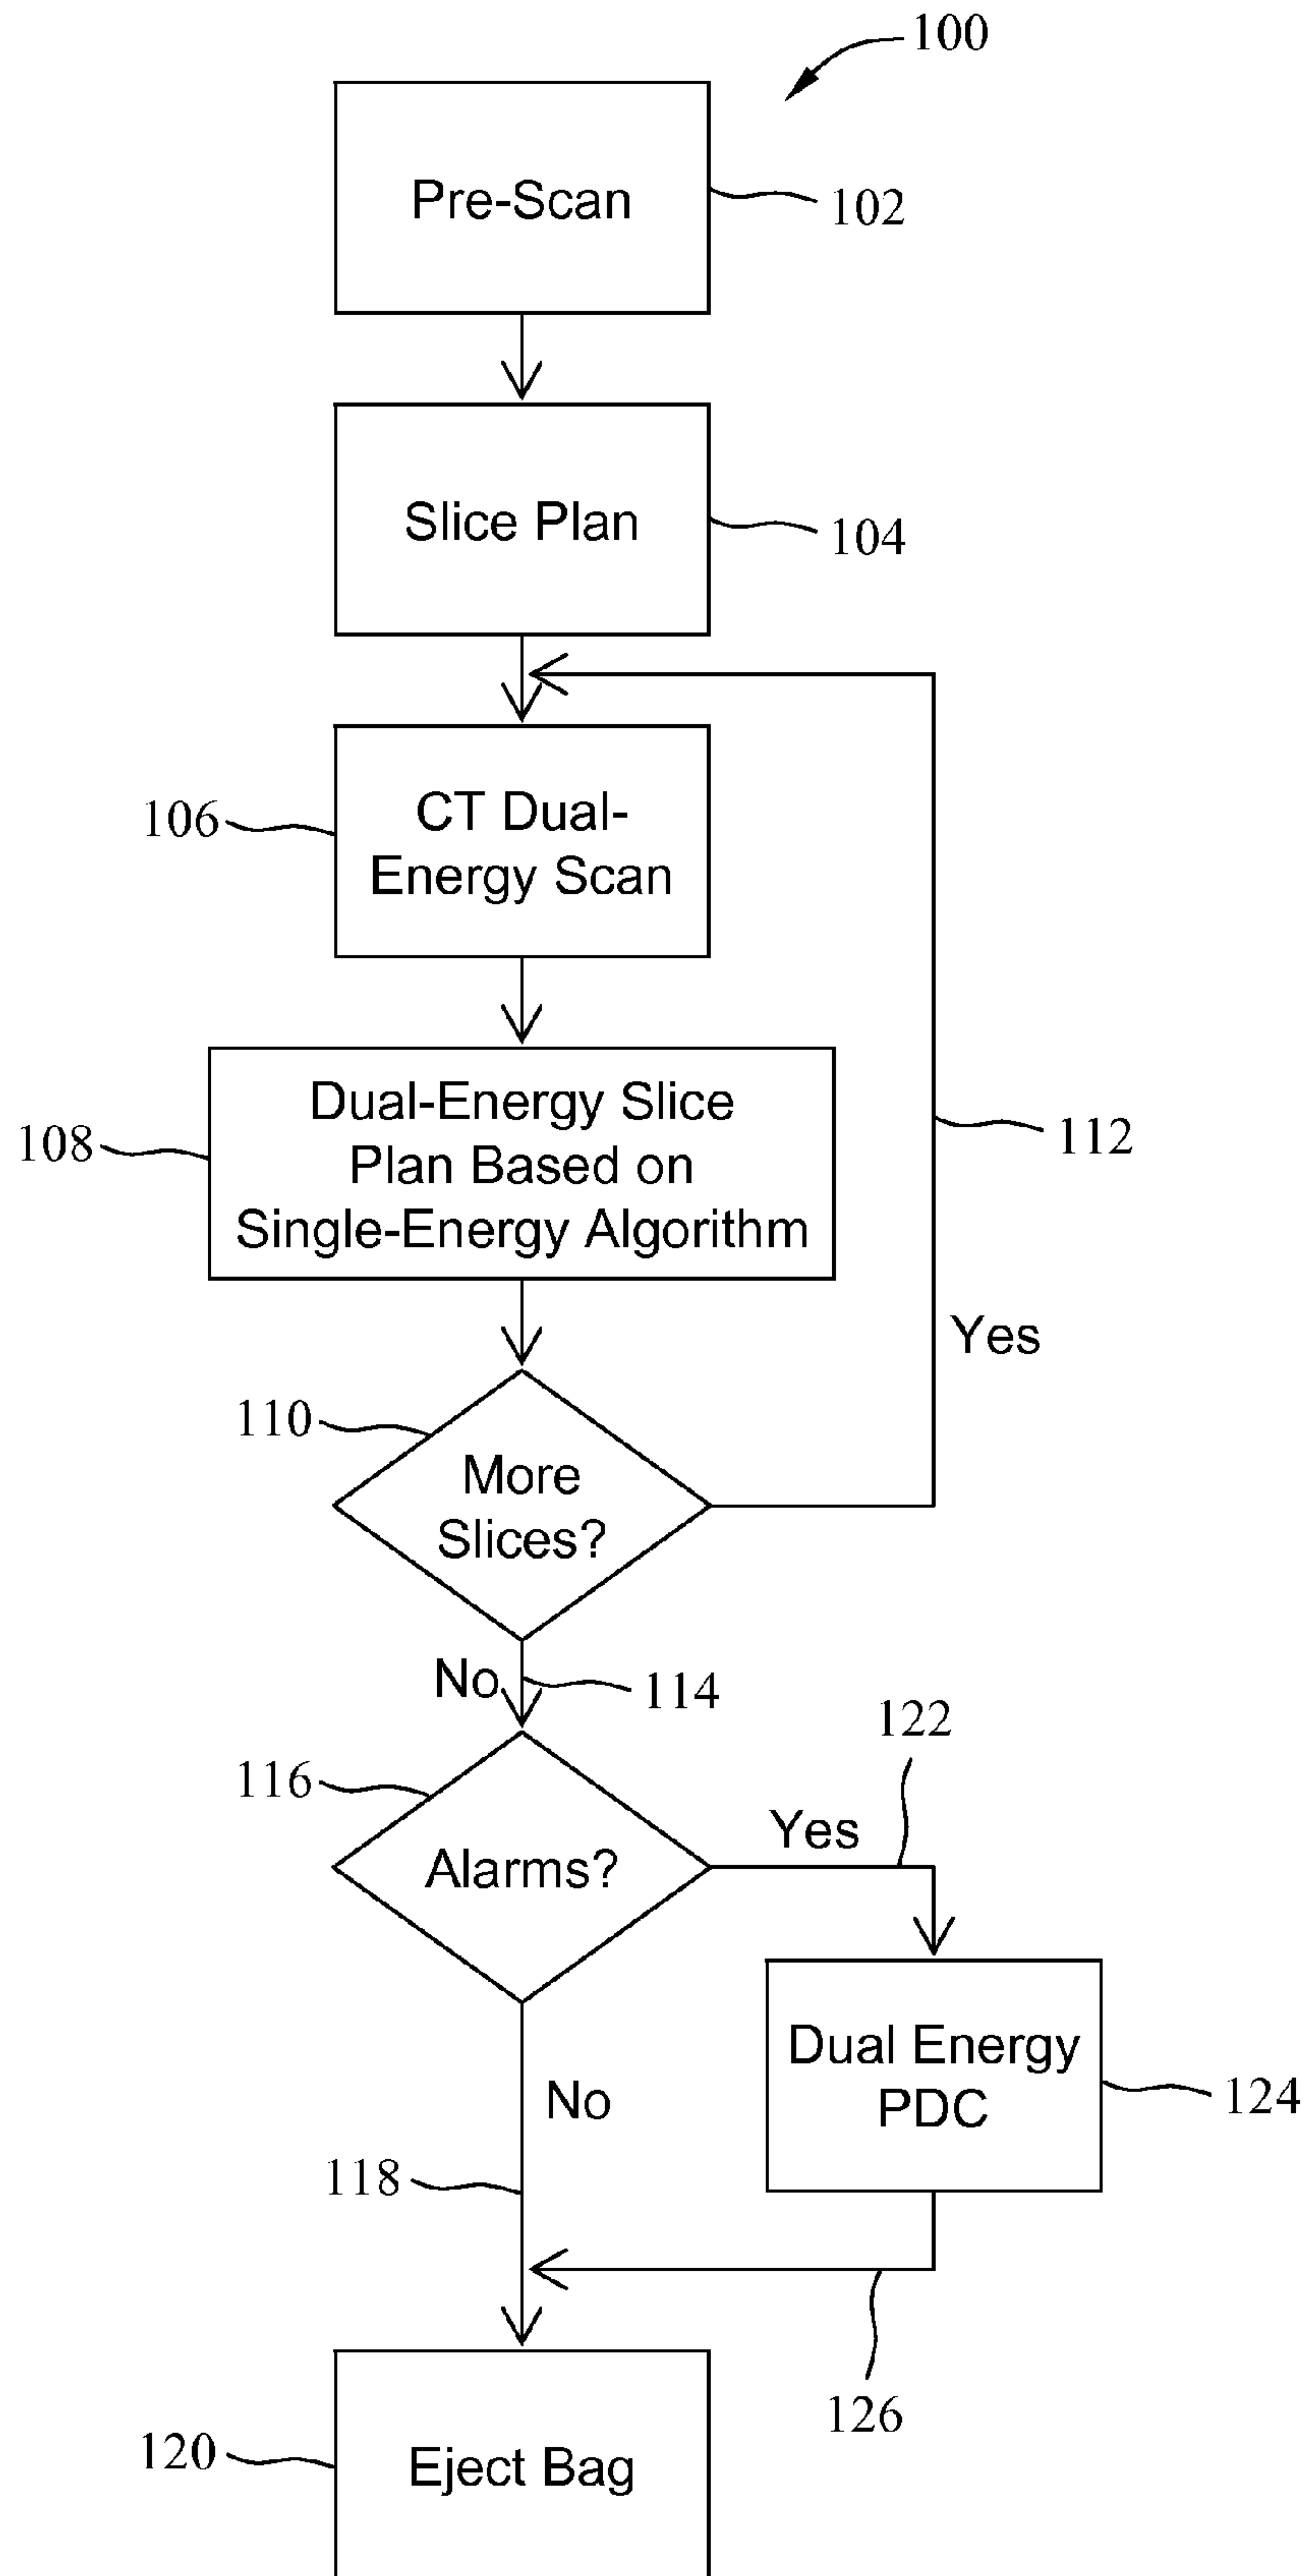 100
Pre-Scan
102
Slice Plan
104
CT Dual-
Energy Scan
106
Dual-Energy Slice
Plan Based on
Single-Energy Algorithm
108
112
Yes
110
More
Slices?
No
114
122
116
Alarms?
Yes
Dual Energy
PDC
124
No
118
126
120
Eject Bag